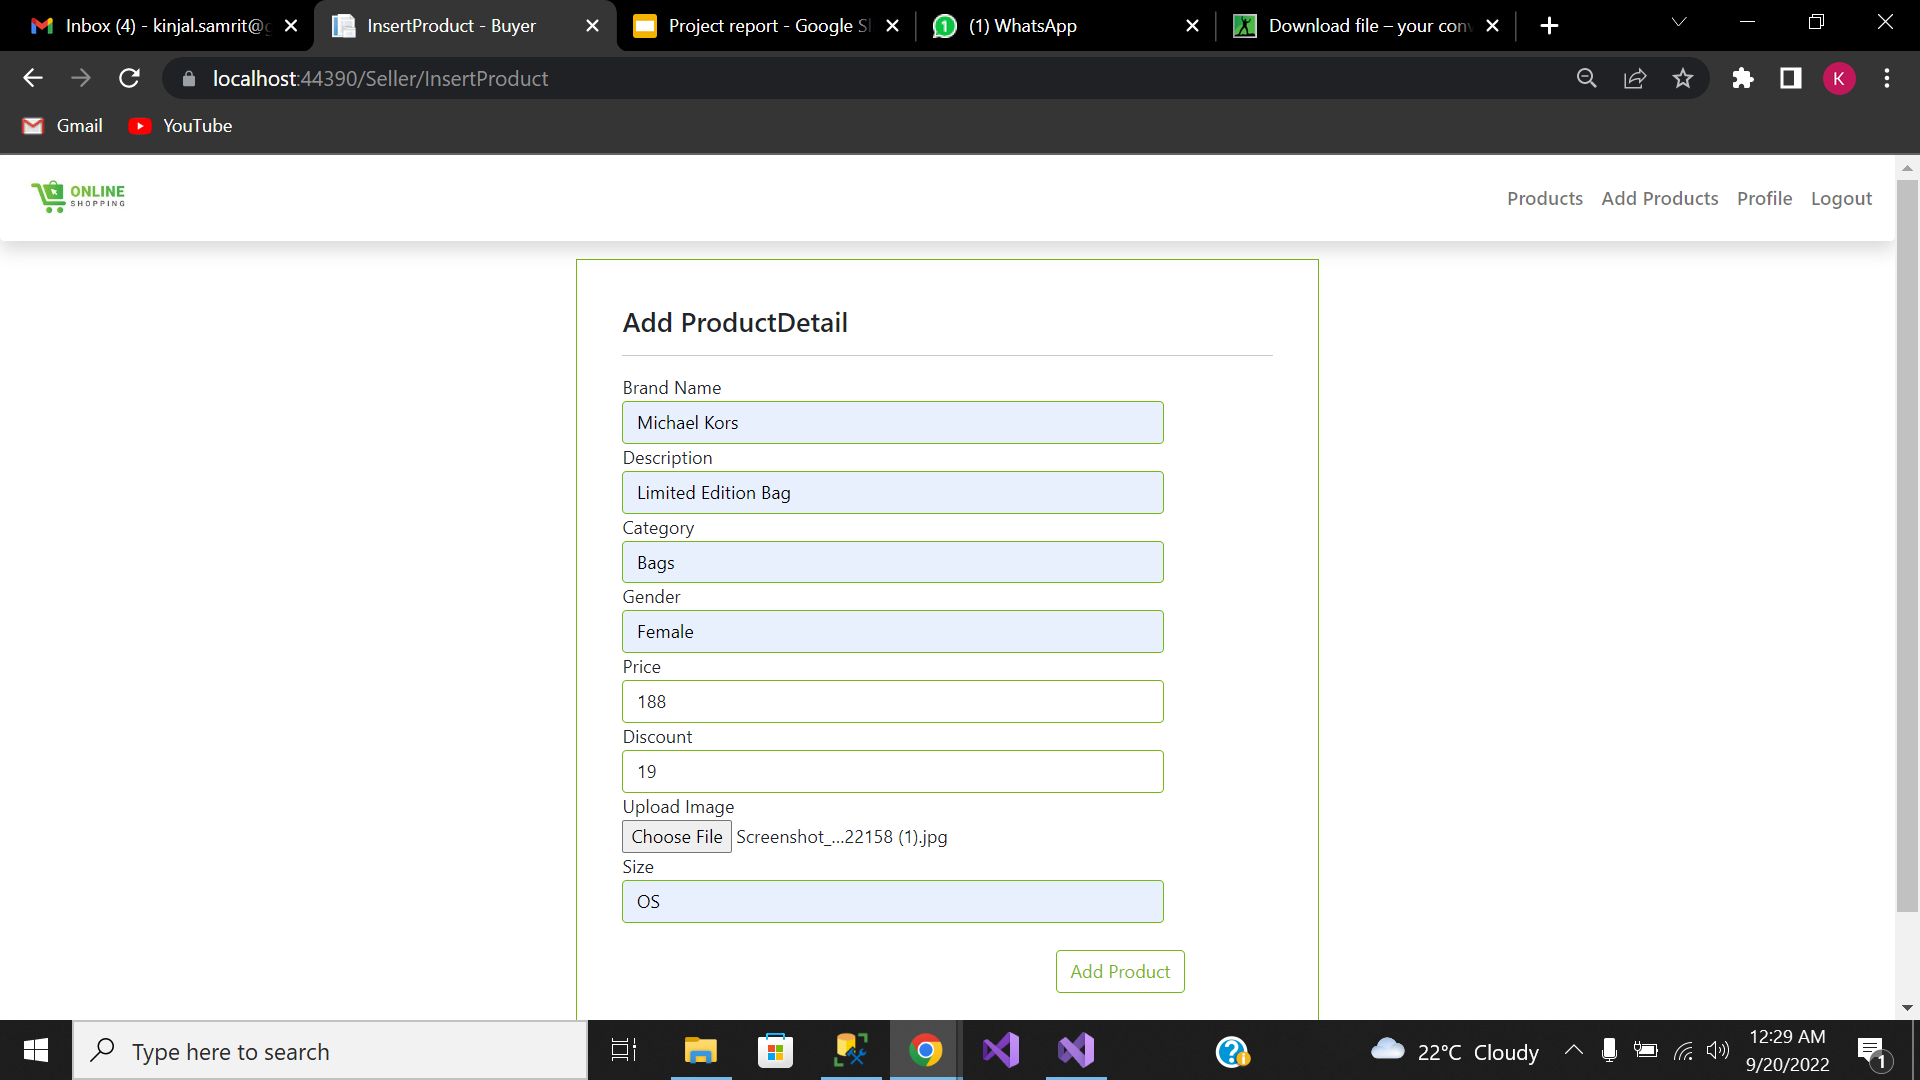 Inbox (4) - kinjal.samrit@g
InsertProduct - Buyer
Project report - Google Sl
(1) WhatsApp
Download file – your conv
localhost:44390/Seller/InsertProduct
K
Gmail
YouTube
ONLINE
SHOPPING
Products
Add Products
Profile
Logout
Add ProductDetail
Brand Name
Michael Kors
Description
Limited Edition Bag
Category
Bags
Gender
Female
Price
188
Discount
19
Upload Image
Choose File Screenshot_...22158 (1).jpg
Size
OS
Add Product
Type here to search
22°C Cloudy
12:29 AM
9/20/2022
1